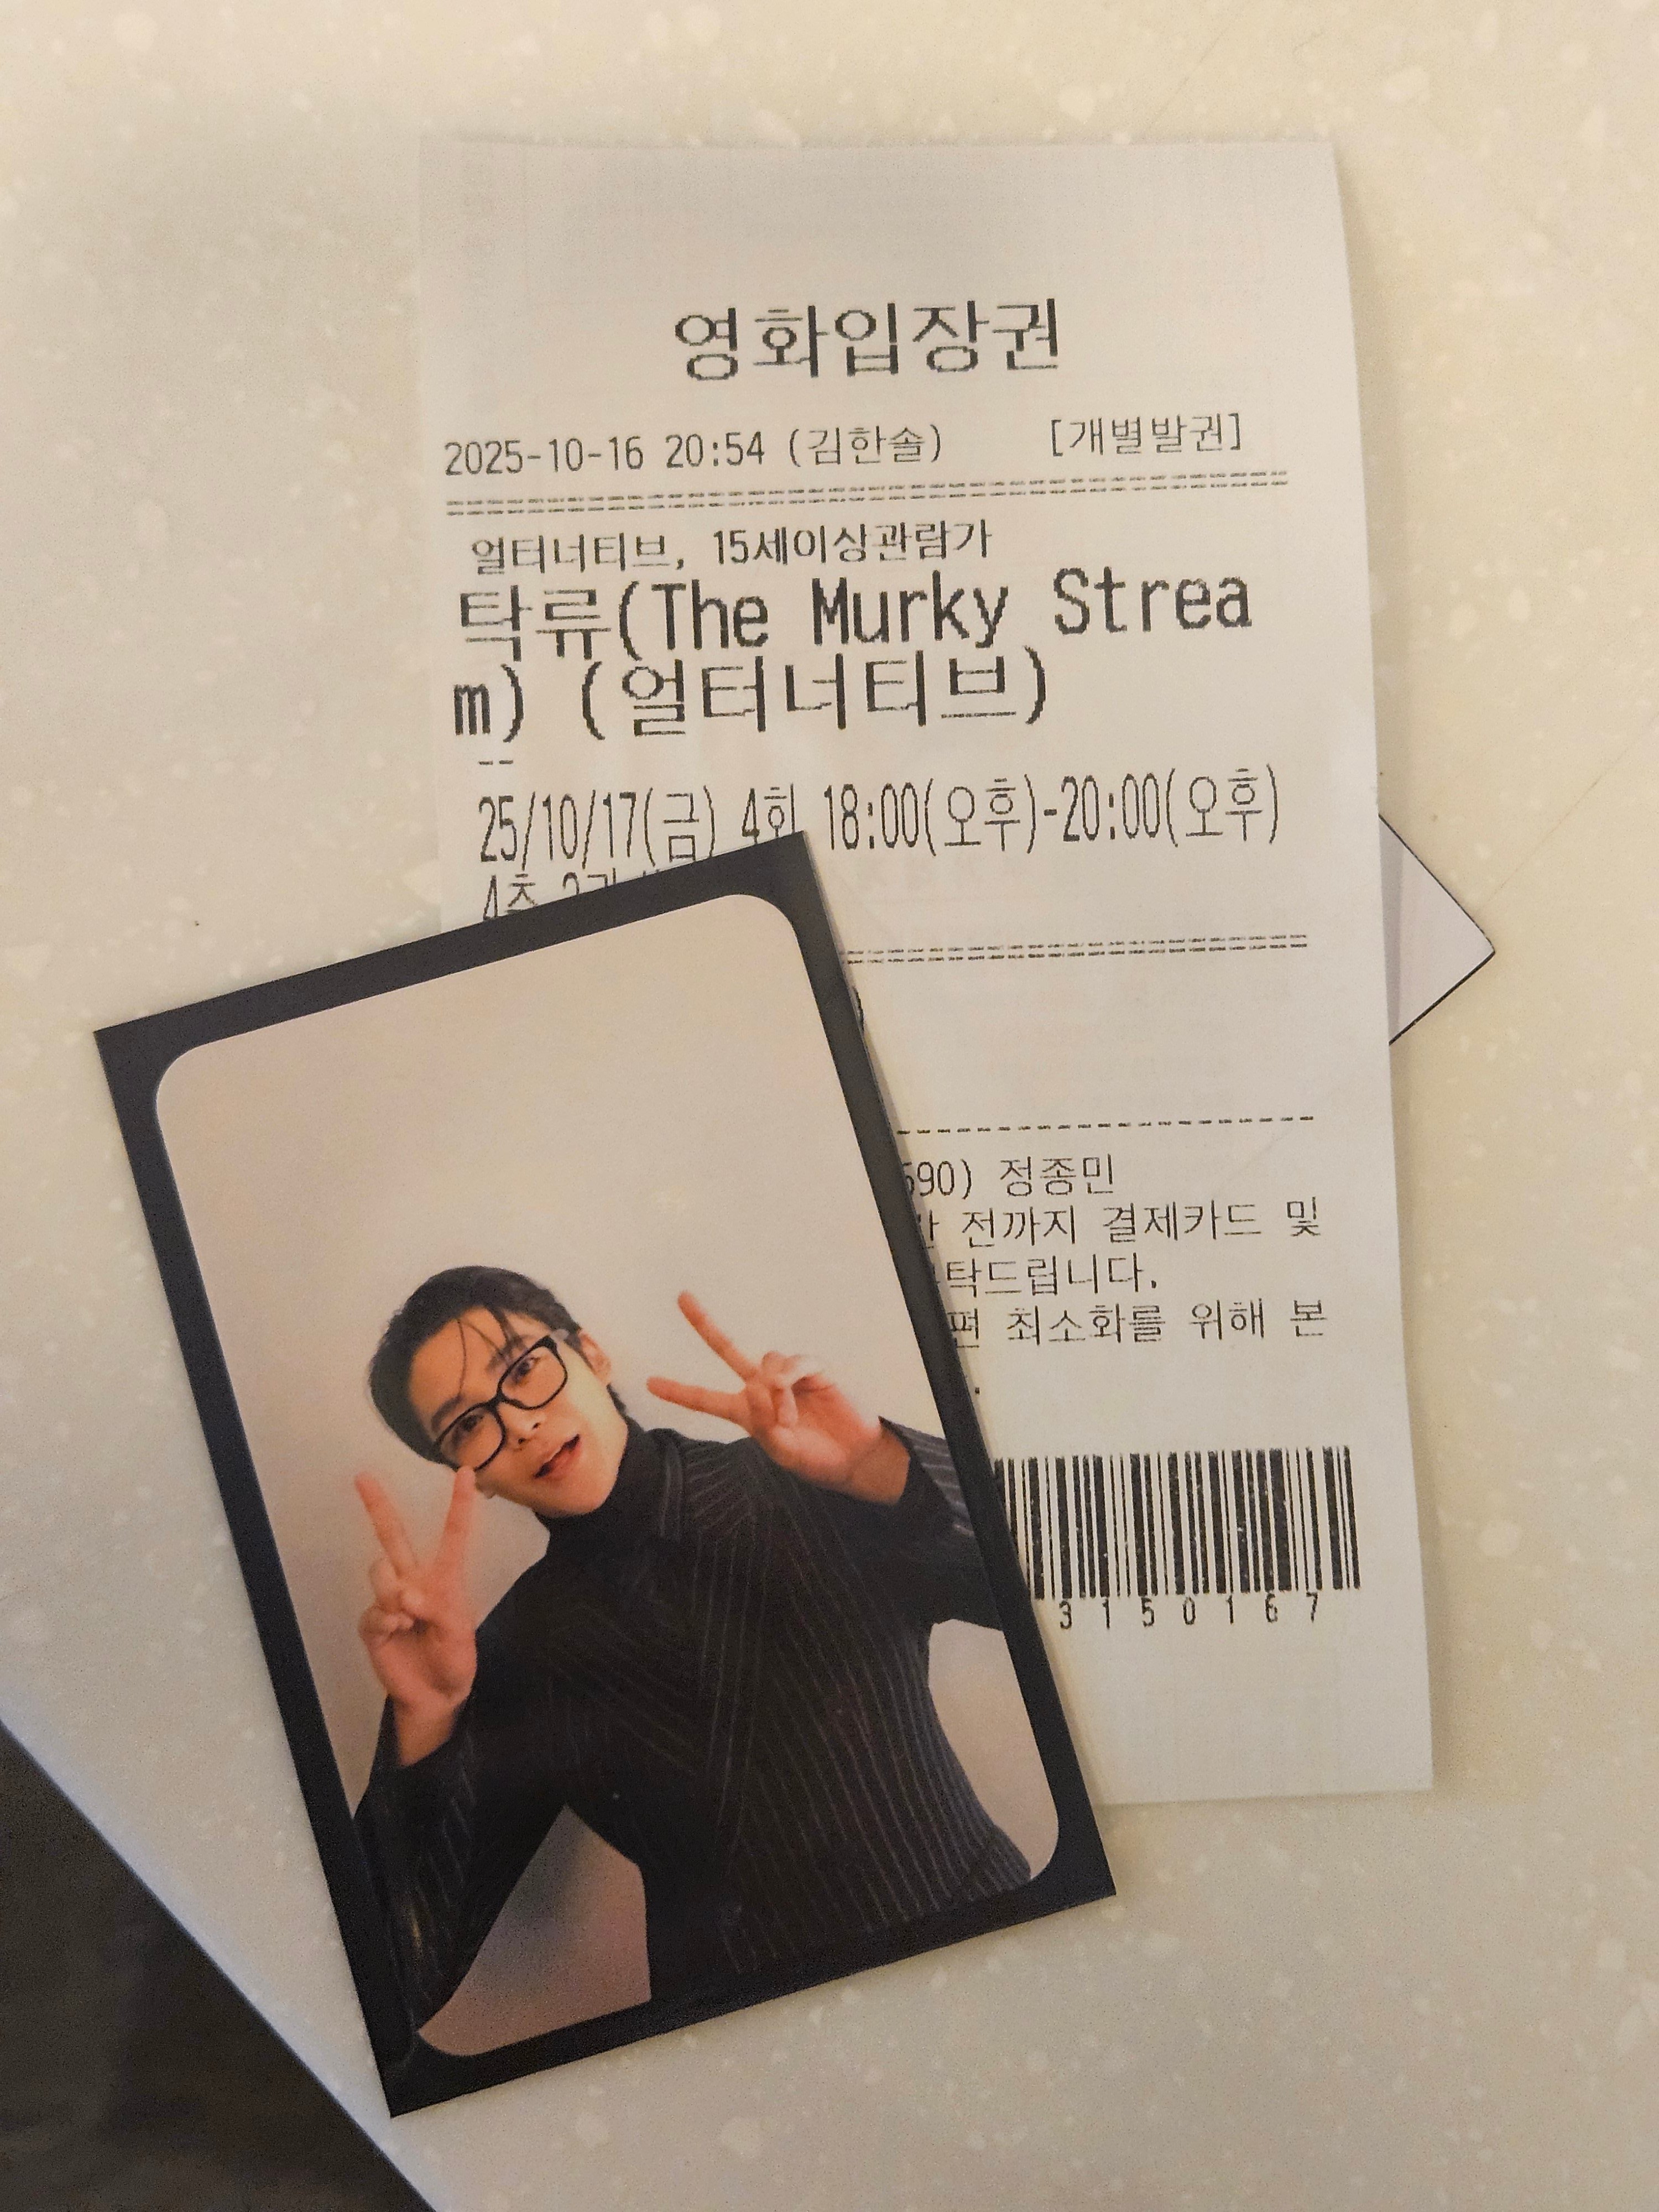 영화입장권
2025-10-16 20:54 (김한솔) [개별발권]
얼터너티브, 15세이상관람가
탁류(The Murky Strea
m) (얼터너티브)
--
25/10/17(금) 4회 18:00(오후)-20:00(오후)
4층
590) 정종민
전까지 결제카드 및
탁드립니다.
편 최소화를 위해 본
3150167